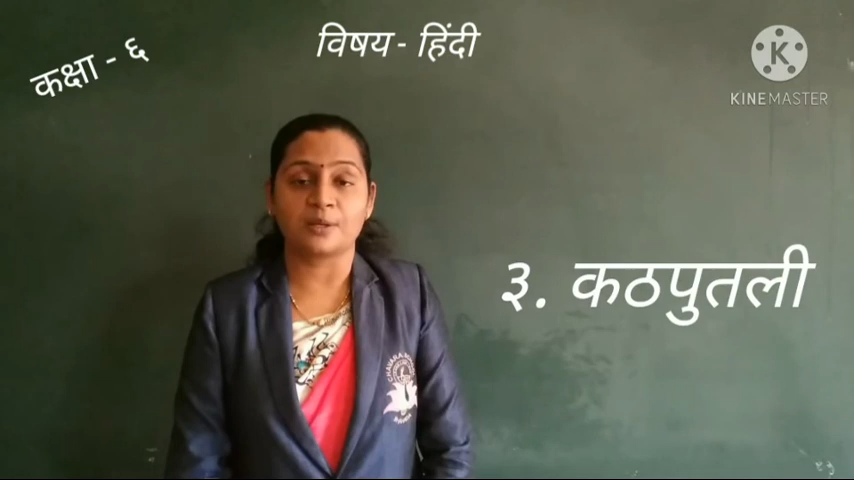 कक्षा - ६
विषय - हिंदी
KINEMASTER
३. कठपुतली